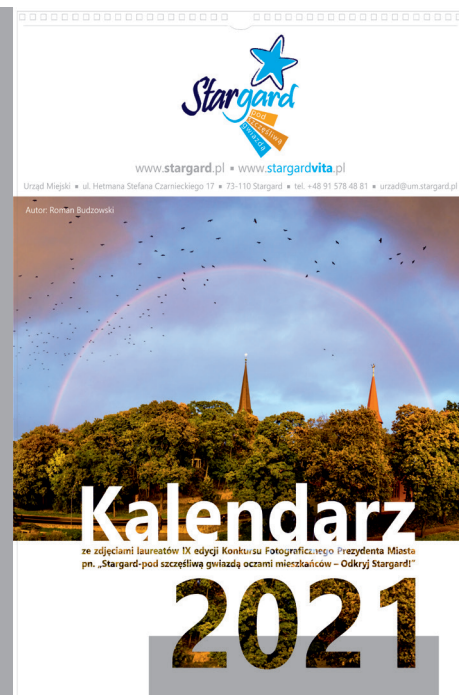 Stargard
pod
szczęśliwą
gwiazdą
www.stargard.pl ▪ www.stargardvita.pl
Urząd Miejski ▪ ul. Hetmana Stefana Czarnieckiego 17 ▪ 73-110 Stargard ▪ tel. +48 91 578 48 81 ▪ urzad@um.stargard.pl
Autor: Roman Budzowski
Kalendarz
ze zdjęciami laureatów IX edycji Konkursu Fotograficznego Prezydenta Miasta
pn. „Stargard-pod szczęśliwą gwiazdą oczami mieszkańców – Odkryj Stargard!”
2021